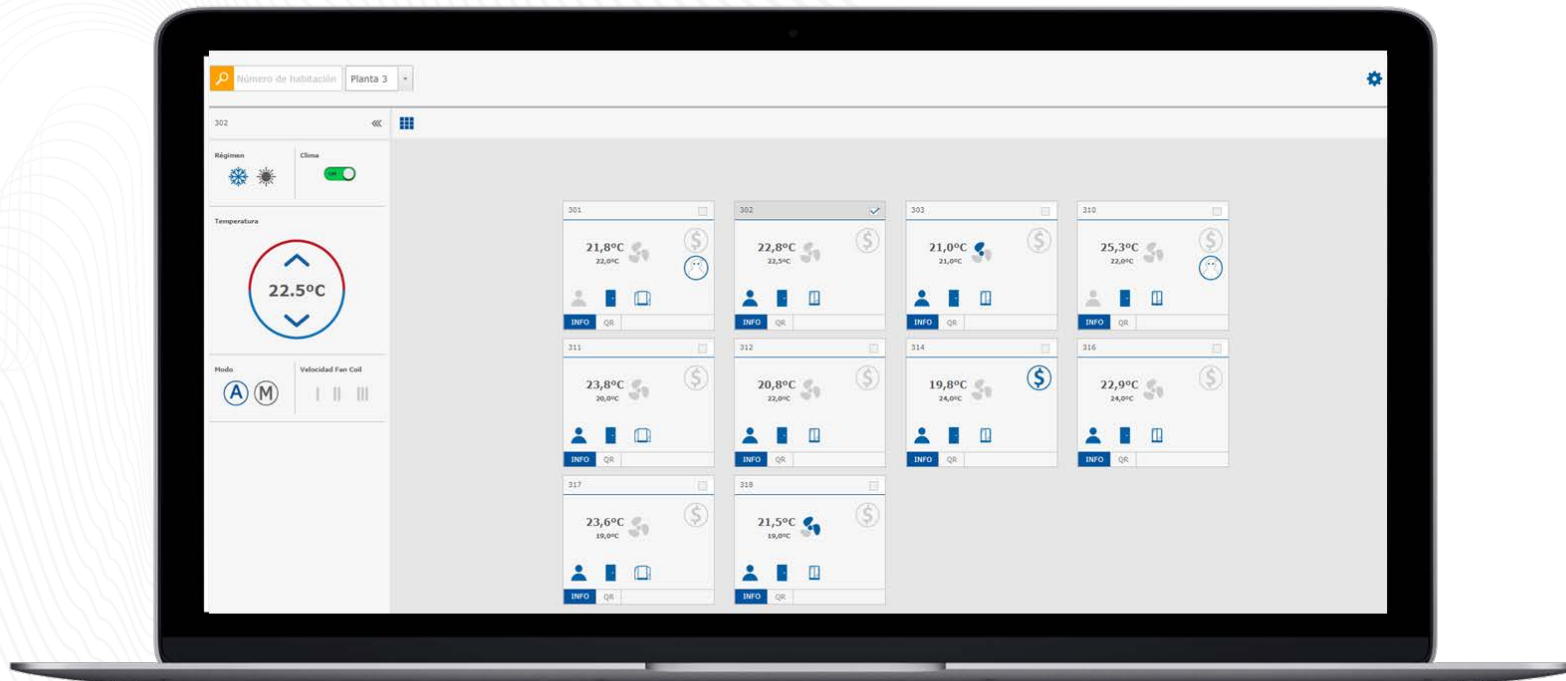 Número de habitación Planta 3
302
Régimen Clima
ON
Temperatura
22.5ºC
Modo Velocidad Fan Coil
A M I II III
301 302 303 310
21,8ºC 22,8ºC 21,0ºC 25,3ºC
22,0ºC 22,5ºC 21,0ºC 22,0ºC
$ $ $ $
INFO QR INFO QR INFO QR INFO QR
311 312 314 316
23,8ºC 20,8ºC 19,8ºC 22,9ºC
20,0ºC 22,0ºC 24,0ºC 24,0ºC
$ $ $ $
INFO QR INFO QR INFO QR INFO QR
317 318
23,6ºC 21,5ºC
19,0ºC 19,0ºC
$ $
INFO QR INFO QR